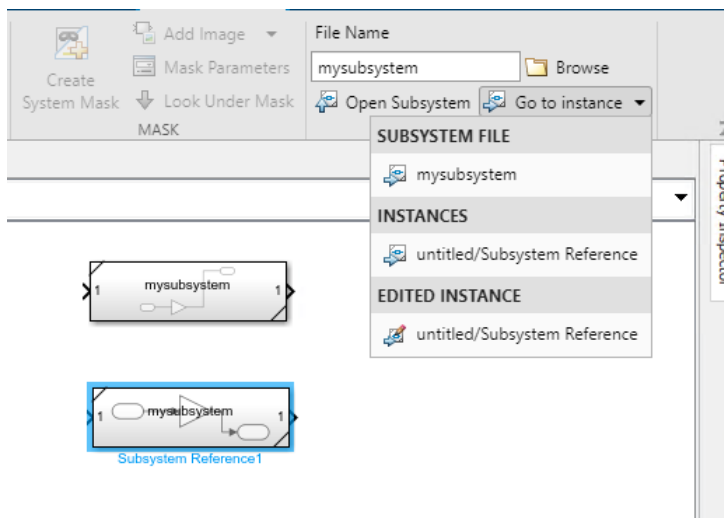 Create
System Mask
Add Image
Mask Parameters
Look Under Mask
MASK
File Name
mysubsystem
Browse
Open Subsystem
Go to instance
SUBSYSTEM FILE
mysubsystem
INSTANCES
untitled/Subsystem Reference
EDITED INSTANCE
untitled/Subsystem Reference
Property Inspector
1 mysubsystem 1
1 mysubsystem 1
Subsystem Reference1